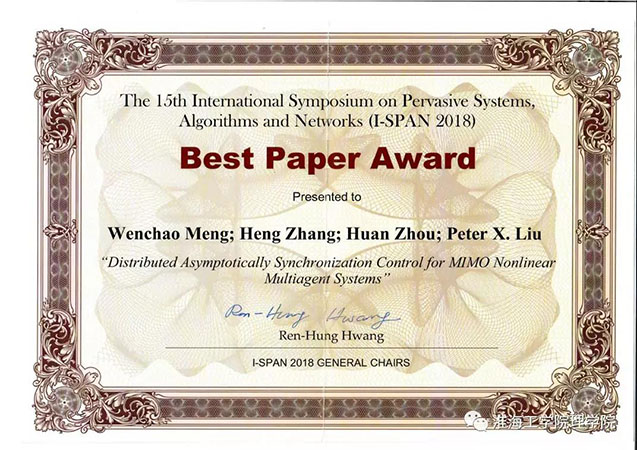 The 15th International Symposium on Pervasive Systems,
Algorithms and Networks (I-SPAN 2018)
Best Paper Award
Presented to
Wenchao Meng; Heng Zhang; Huan Zhou; Peter X. Liu
“Distributed Asymptotically Synchronization Control for MIMO Nonlinear
Multiagent Systems”
Ren-Hung Hwang
Ren-Hung Hwang
I-SPAN 2018 GENERAL CHAIRS
淮海工学院理学院